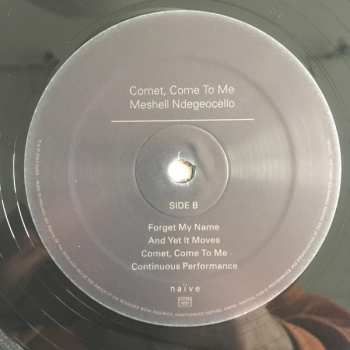 Comet, Come To Me
Meshell Ndegeocello
SIDE B
Forget My Name
And Yet It Moves
Comet, Come To Me
Continuous Performance
naïve